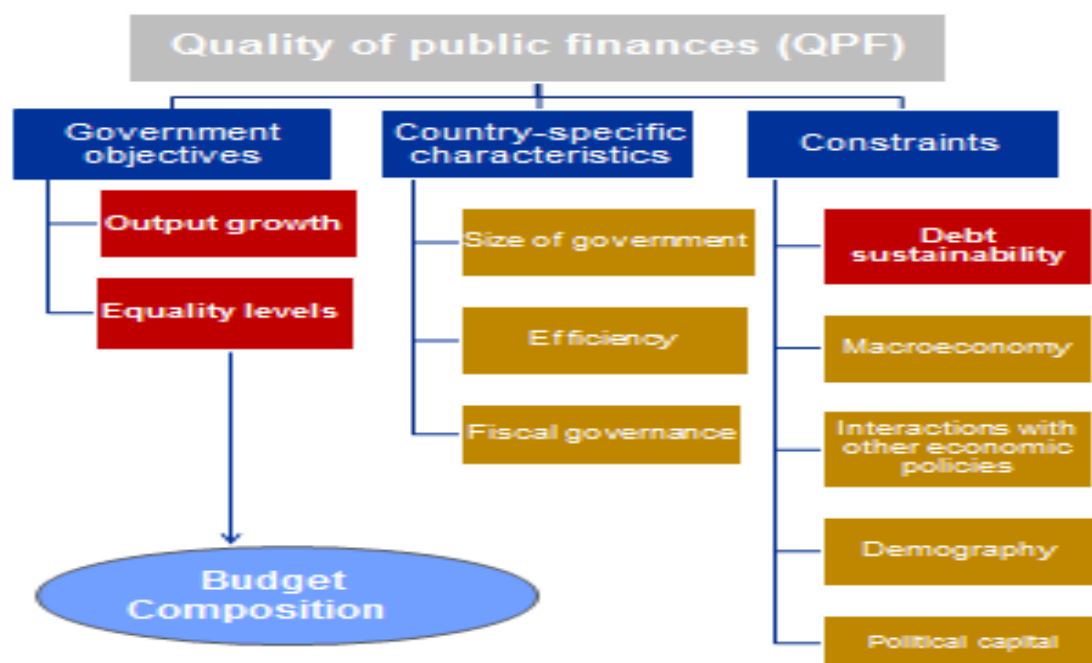 Quality of public finances (QPF)
Government
objectives
Country-specific
characteristics
Constraints
Output growth
Equality levels
Size of government
Efficiency
Fiscal governance
Debt
sustainability
Macroeconomy
Interactions with
other economic
policies
Demography
Political capital
Budget
Composition